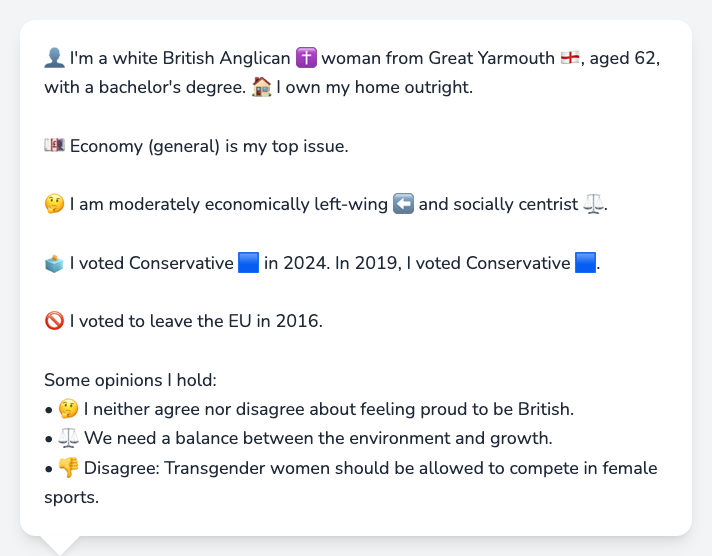 👤 I'm a white British Anglican ✝️ woman from Great Yarmouth 🏴󠁧󠁢󠁥󠁮󠁧󠁿, aged 62,
with a bachelor's degree. 🏠 I own my home outright.
💷 Economy (general) is my top issue.
🤔 I am moderately economically left-wing ⬅️ and socially centrist ⚖️.
🗳️ I voted Conservative 🟦 in 2024. In 2019, I voted Conservative 🟦.
🚫 I voted to leave the EU in 2016.
Some opinions I hold:
• 🤔 I neither agree nor disagree about feeling proud to be British.
• ⚖️ We need a balance between the environment and growth.
• 👎 Disagree: Transgender women should be allowed to compete in female
sports.